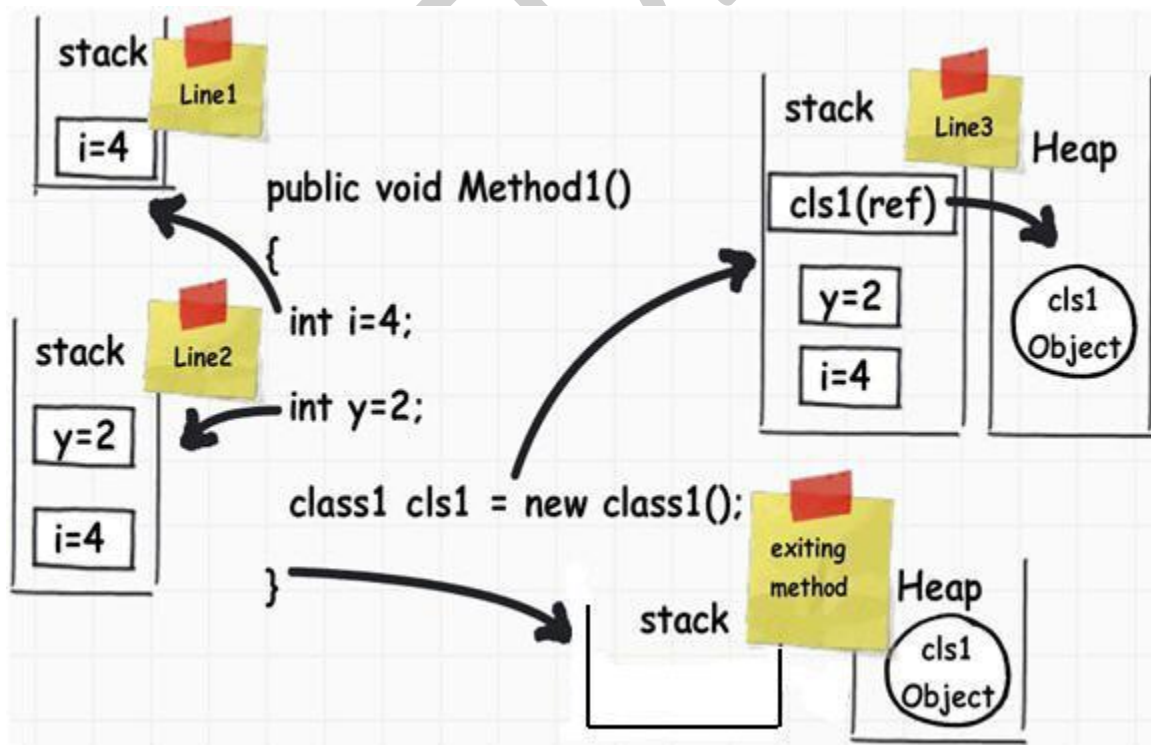 stack
Line1
i=4
public void Method1()
{
int i=4;
int y=2;
class1 cls1 = new class1();
}
stack
Line2
y=2
i=4
stack
Line3
Heap
cls1(ref)
y=2
i=4
cls1
Object
exiting
method
stack
Heap
cls1
Object